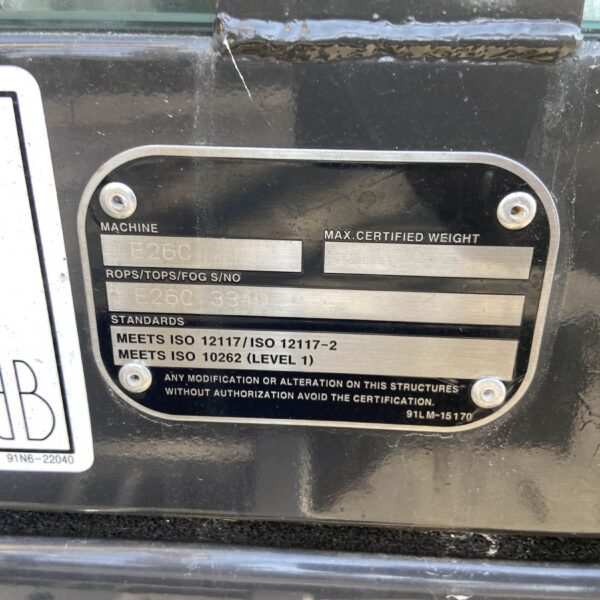 MACHINE
E26C
MAX.CERTIFIED WEIGHT
ROPS/TOPS/FOG S/NO
E26C 3310
STANDARDS
MEETS ISO 12117/ISO 12117-2
MEETS ISO 10262 (LEVEL 1)
ANY MODIFICATION OR ALTERATION ON THIS STRUCTURES
WITHOUT AUTHORIZATION AVOID THE CERTIFICATION.
91LM-15170
91N6-22040